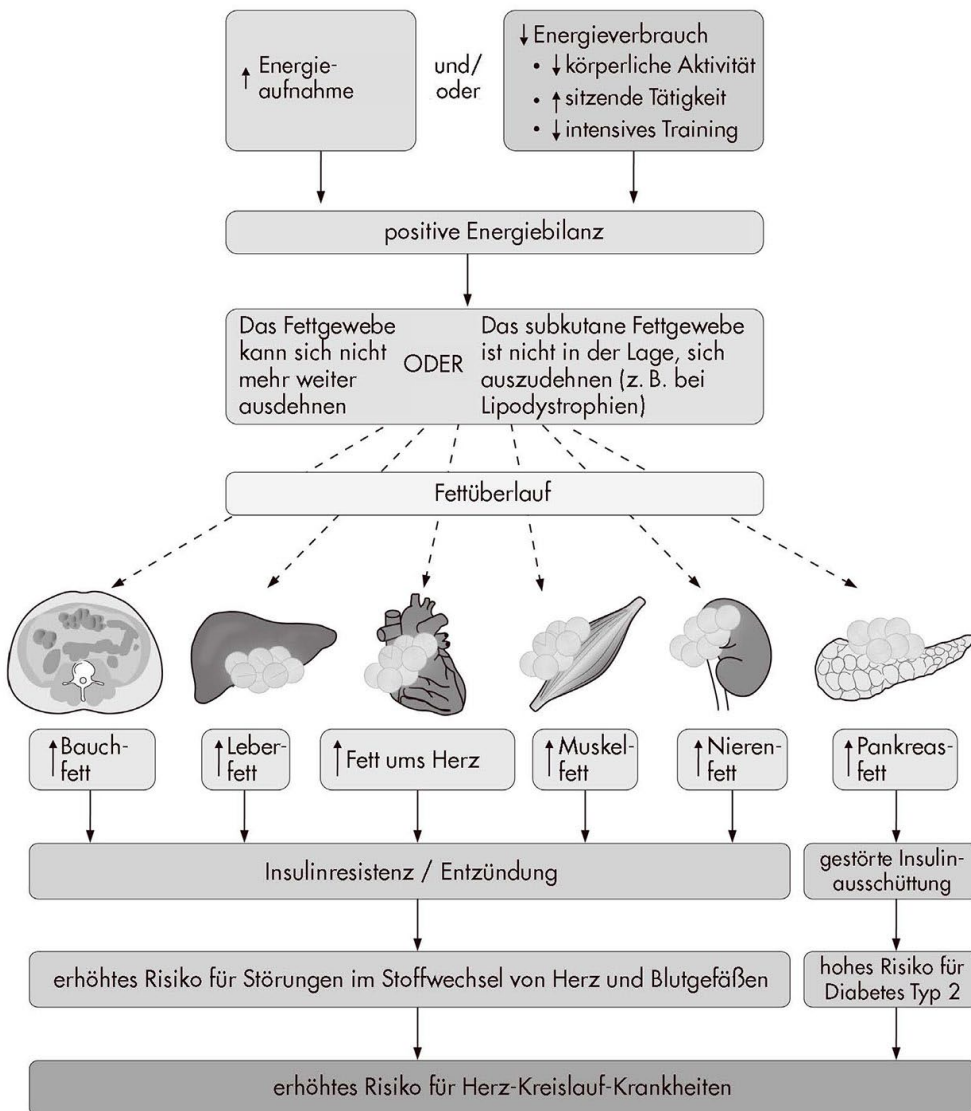 ↑ Energie-
aufnahme
und/
oder
↓ Energieverbrauch
• ↓ körperliche Aktivität
• ↑ sitzende Tätigkeit
• ↓ intensives Training
positive Energiebilanz
Das Fettgewebe
kann sich nicht
mehr weiter
ausdehnen
ODER
Das subkutane Fettgewebe
ist nicht in der Lage, sich
auszudehnen (z. B. bei
Lipodystrophien)
Fettüberlauf
↑ Bauch-
fett
↑ Leber-
fett
↑ Fett ums Herz
↑ Muskel-
fett
↑ Nieren-
fett
↑ Pankreas-
fett
Insulinresistenz / Entzündung
gestörte Insulin-
ausschüttung
erhöhtes Risiko für Störungen im Stoffwechsel von Herz und Blutgefäßen
hohes Risiko für
Diabetes Typ 2
erhöhtes Risiko für Herz-Kreislauf-Krankheiten